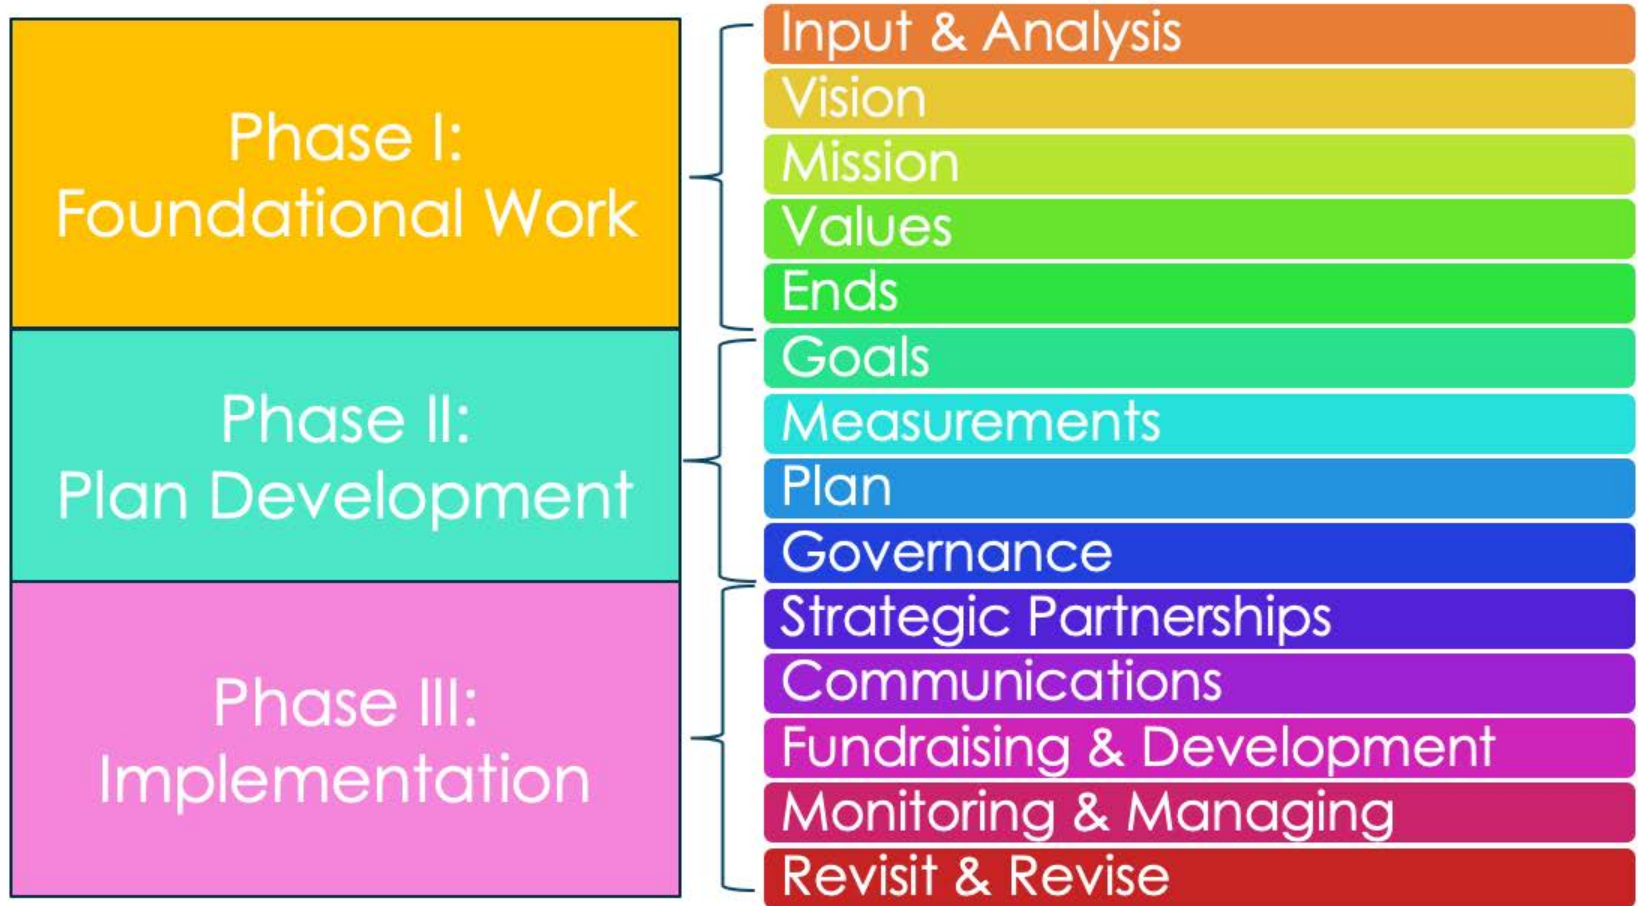 Phase I:
Foundational Work
Input & Analysis
Vision
Mission
Values
Ends
Phase II:
Plan Development
Goals
Measurements
Plan
Governance
Phase III:
Implementation
Strategic Partnerships
Communications
Fundraising & Development
Monitoring & Managing
Revisit & Revise